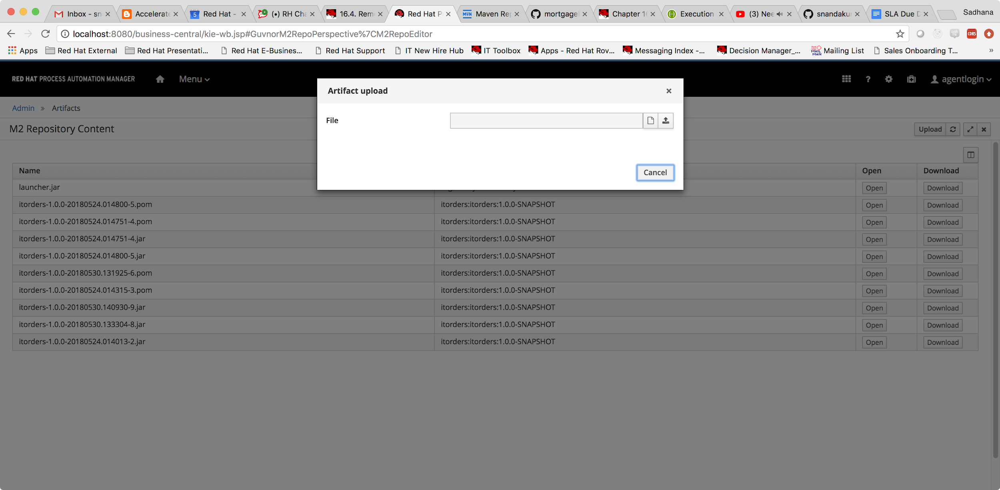 Inbox - sn
Accelerate
Red Hat -
(•) RH Cha
16.4. Rem
Red Hat P
Maven Rep
mortgage
Chapter 16
Execution
(3) Nee
snandaku
SLA Due D
Sadhana
localhost:8080/business-central/kie-wb.jsp#GuvnorM2RepoPerspective%7CM2RepoEditor
CORS
Apps
Red Hat External
Red Hat Presentati...
Red Hat E-Busines...
Red Hat Support
IT New Hire Hub
IT Toolbox
Apps - Red Hat Rov...
Messaging Index -...
Decision Manager_...
Mailing List
Sales Onboarding T...
»
RED HAT PROCESS AUTOMATION MANAGER
Menu
agentlogin
Artifact upload
File
Cancel
Admin » Artifacts
M2 Repository Content
Upload
Name Open Download
launcher.jar Open Download
itorders-1.0.0-20180524.014800-5.pom itorders:itorders:1.0.0-SNAPSHOT Open Download
itorders-1.0.0-20180524.014751-4.pom itorders:itorders:1.0.0-SNAPSHOT Open Download
itorders-1.0.0-20180524.014751-4.jar itorders:itorders:1.0.0-SNAPSHOT Open Download
itorders-1.0.0-20180524.014800-5.jar itorders:itorders:1.0.0-SNAPSHOT Open Download
itorders-1.0.0-20180530.131925-6.pom itorders:itorders:1.0.0-SNAPSHOT Open Download
itorders-1.0.0-20180524.014315-3.pom itorders:itorders:1.0.0-SNAPSHOT Open Download
itorders-1.0.0-20180530.140930-9.jar itorders:itorders:1.0.0-SNAPSHOT Open Download
itorders-1.0.0-20180530.133304-8.jar itorders:itorders:1.0.0-SNAPSHOT Open Download
itorders-1.0.0-20180524.014013-2.jar itorders:itorders:1.0.0-SNAPSHOT Open Download